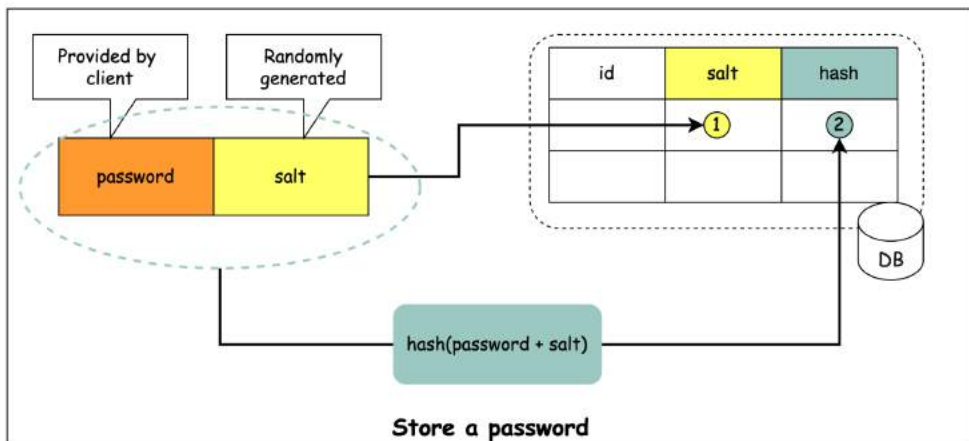 Provided by
client
Randomly
generated
password
salt
id
salt
hash
1
2
DB
hash(password + salt)
Store a password